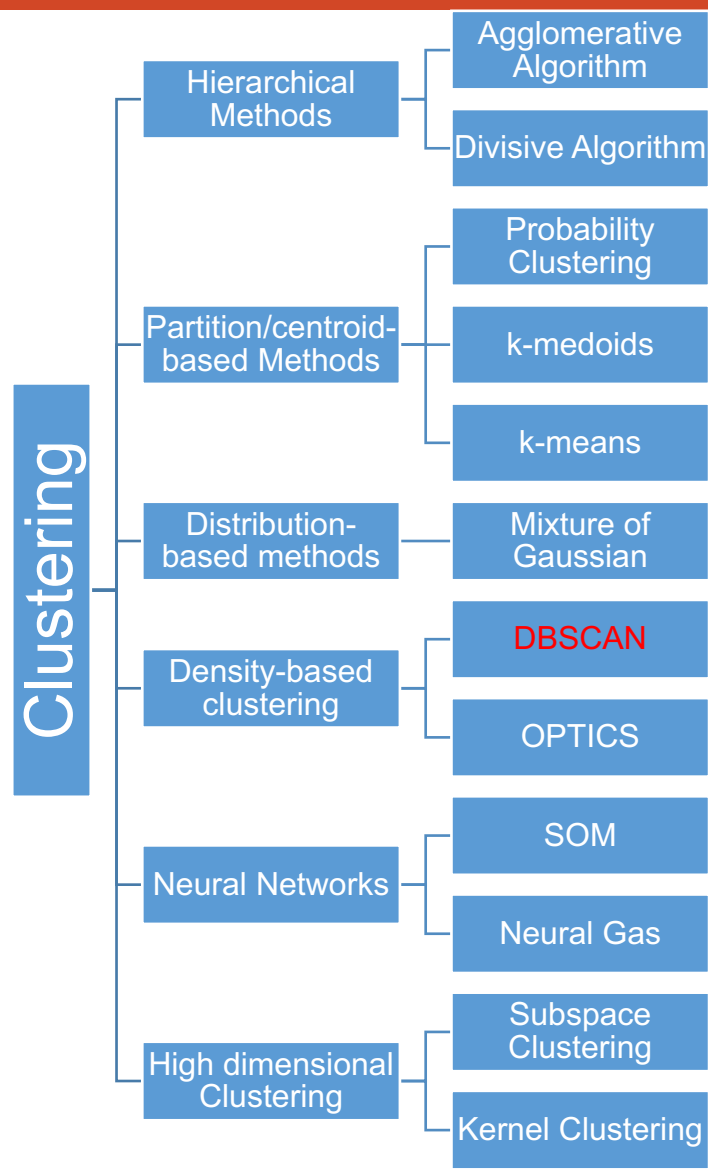 Clustering
Hierarchical
Methods
Agglomerative
Algorithm
Divisive Algorithm
Partition/centroid-
based Methods
Probability
Clustering
k-medoids
k-means
Distribution-
based methods
Mixture of
Gaussian
Density-based
clustering
DBSCAN
OPTICS
Neural Networks
SOM
Neural Gas
High dimensional
Clustering
Subspace
Clustering
Kernel Clustering